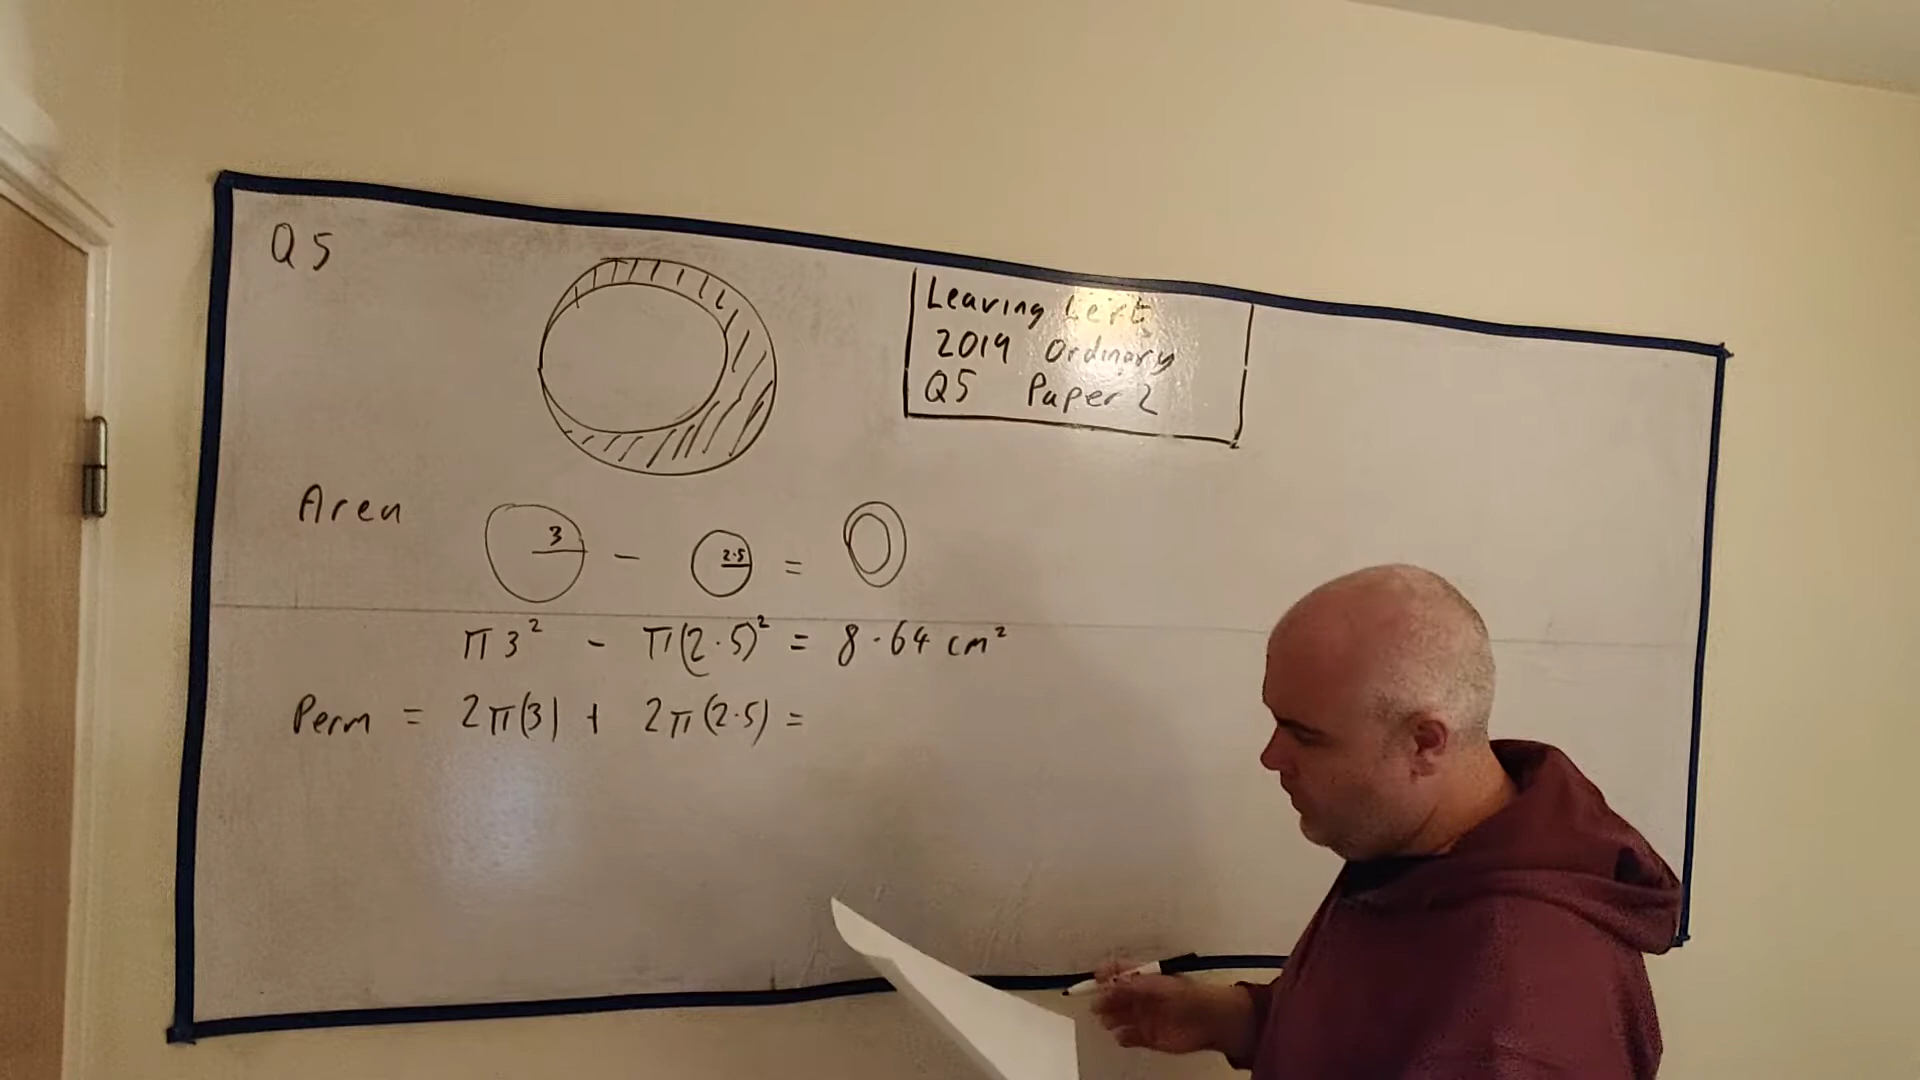 Q5
Leaving Cert
2019 Ordinary
Q5 Paper 2
Area
3 - 2.5 =
π3² - π(2.5)² = 8.64 cm²
Perm = 2π(3) + 2π(2.5) =